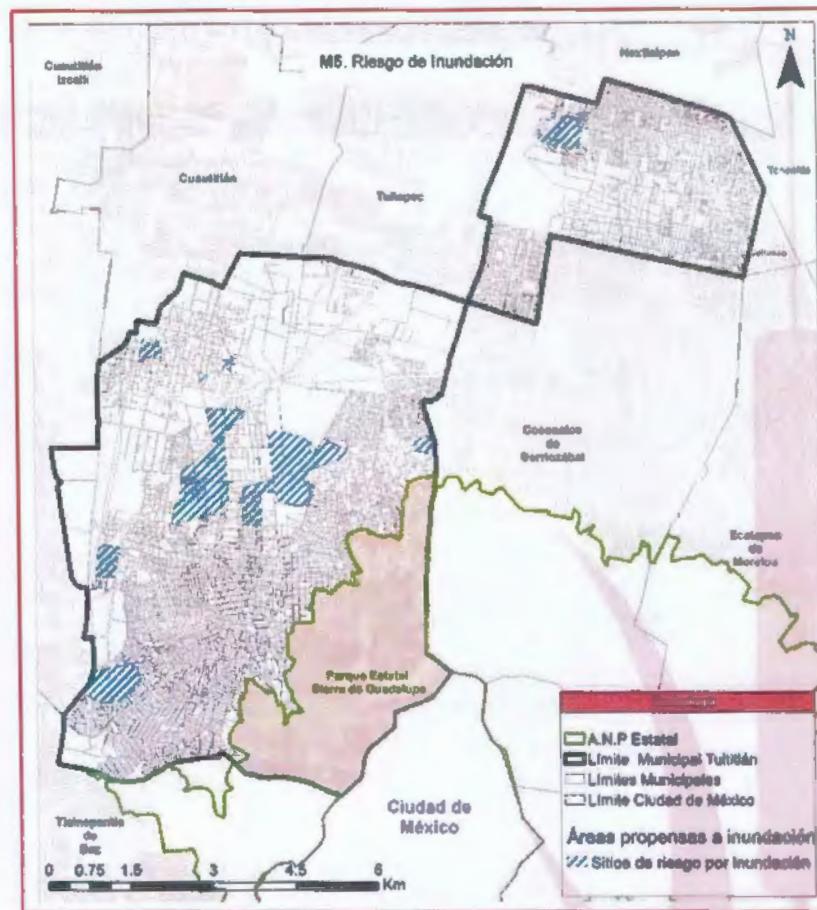 M5. Riesgo de Inundación
N
Cuautitlán
Izcalli
Nextlalpan
Cuautitlán
Tultepec
Coacalco
de
Berriozábal
Ecatepec
de
Morelos
Parque Estatal
Sierra de Guadalupe
Tlalnepantla
de
Baz
Ciudad de
México
A.N.P Estatal
Límite Municipal Tultitlán
Límites Municipales
Límite Ciudad de México
Áreas propensas a inundación
Sitios de riesgo por inundación
0 0.75 1.5 3 4.5 6
Km